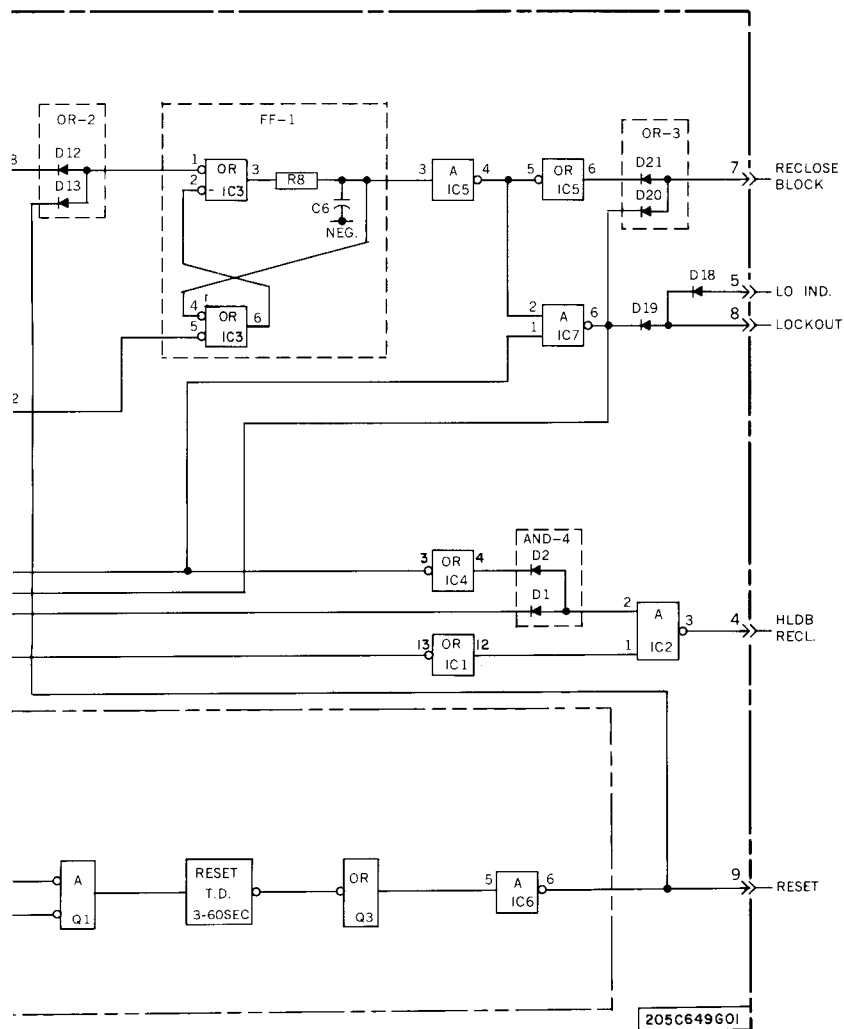 OR-2
FF-1
OR-3
8
D12
D13
1
2
OR
IC3
3
R8
C6
NEG.
3
A
IC5
4
5
OR
IC5
6
D21
D20
7
RECLOSE
BLOCK
4
5
OR
IC3
6
2
1
A
IC7
6
D19
D18
5
LO IND.
8
LOCKOUT
2
3
OR
IC4
4
AND-4
D2
D1
2
1
A
IC2
3
4
HLDB
RECL.
13
OR
IC1
12
A
Q1
RESET
T.D.
3-60SEC
OR
Q3
5
A
IC6
6
9
RESET
205C649G01